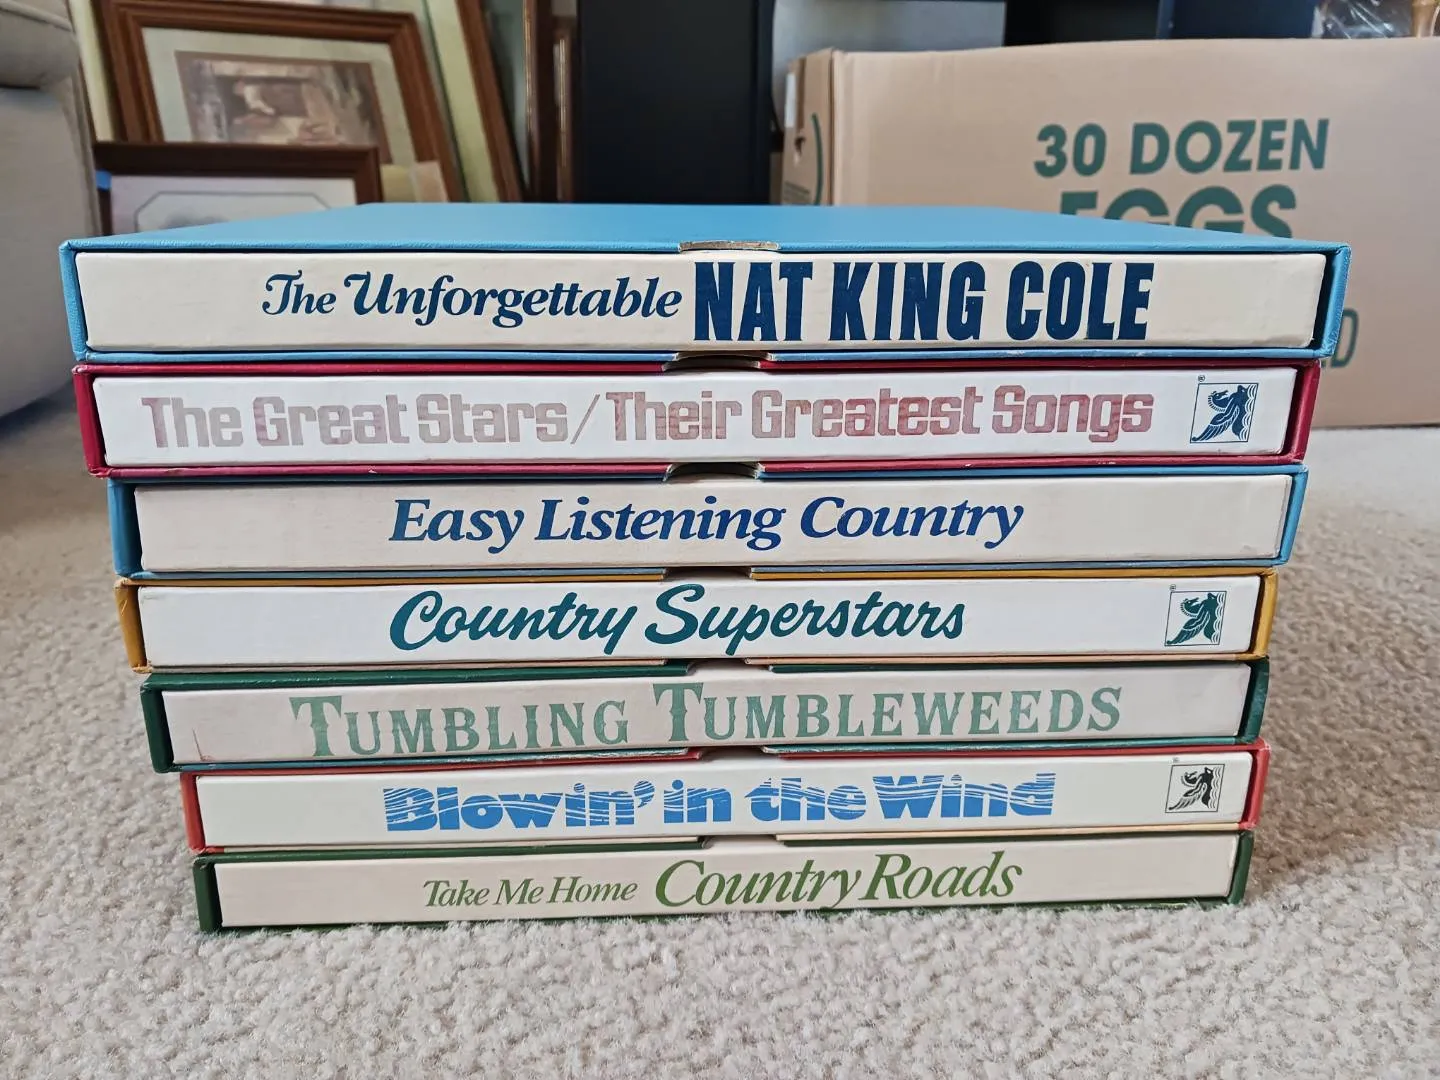 30 DOZEN
EGGS
The Unforgettable NAT KING COLE
The Great Stars/Their Greatest Songs
Easy Listening Country
Country Superstars
TUMBLING TUMBLEWEEDS
Blowin' in the Wind
Take Me Home Country Roads